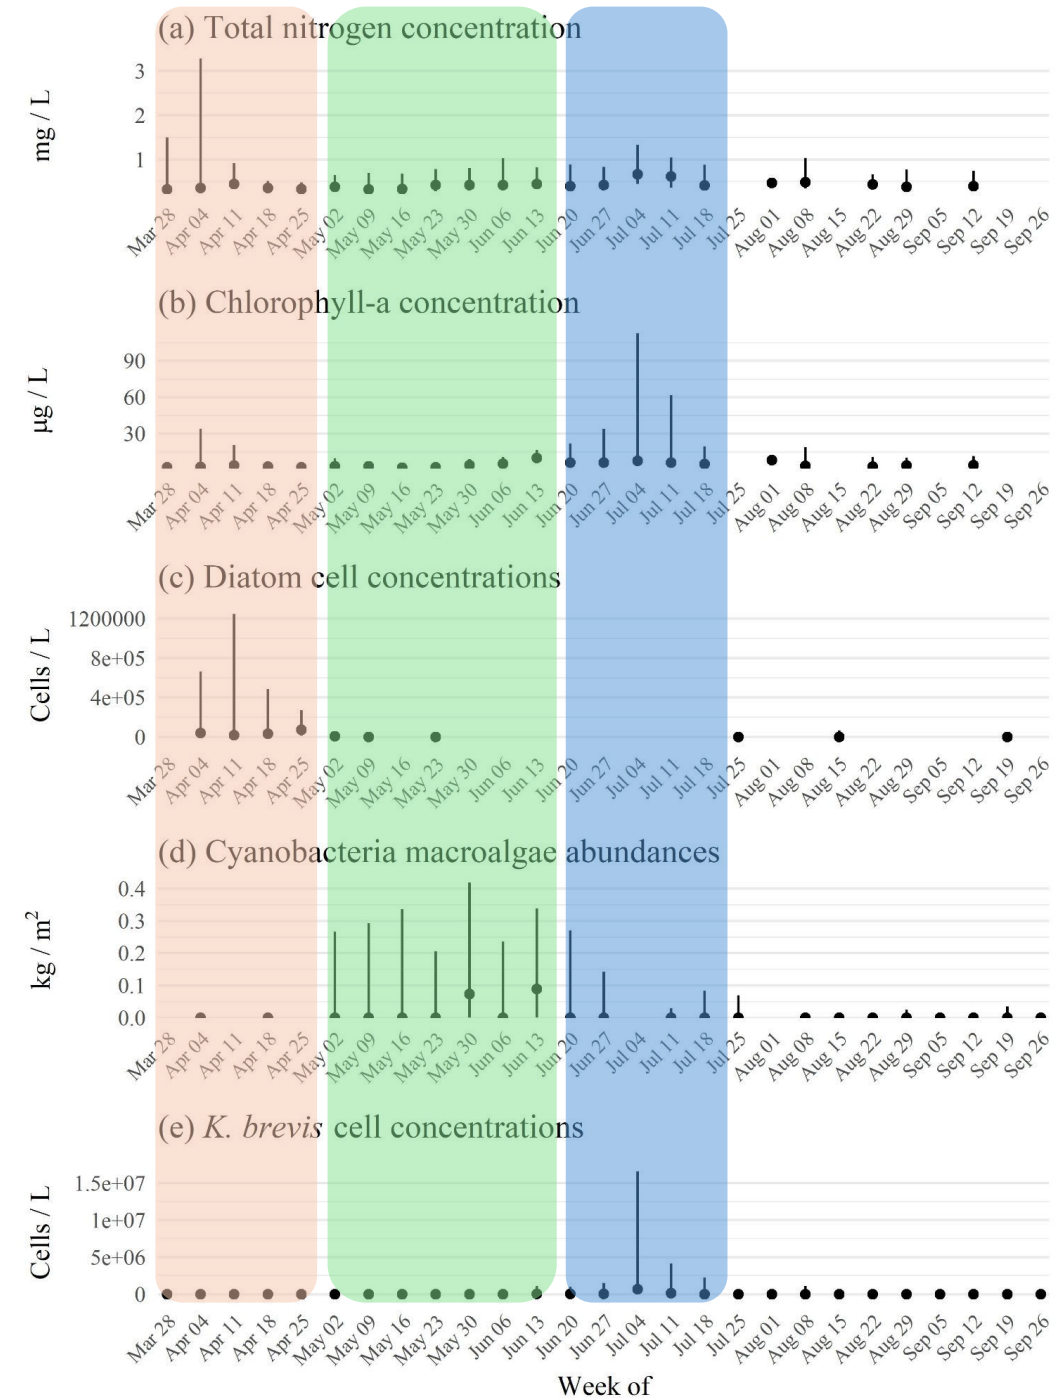 (a) Total nitrogen concentration
3
2
1
mg / L
Mar 28 Apr 04 Apr 11 Apr 18 Apr 25 May 02 May 09 May 16 May 23 May 30 Jun 06 Jun 13 Jun 20 Jun 27 Jul 04 Jul 11 Jul 18 Jul 25 Aug 01 Aug 08 Aug 15 Aug 22 Aug 29 Sep 05 Sep 12 Sep 19 Sep 26
(b) Chlorophyll-a concentration
90
60
30
µg / L
Mar 28 Apr 04 Apr 11 Apr 18 Apr 25 May 02 May 09 May 16 May 23 May 30 Jun 06 Jun 13 Jun 20 Jun 27 Jul 04 Jul 11 Jul 18 Jul 25 Aug 01 Aug 08 Aug 15 Aug 22 Aug 29 Sep 05 Sep 12 Sep 19 Sep 26
(c) Diatom cell concentrations
1200000
8e+05
4e+05
0
Cells / L
Mar 28 Apr 04 Apr 11 Apr 18 Apr 25 May 02 May 09 May 16 May 23 May 30 Jun 06 Jun 13 Jun 20 Jun 27 Jul 04 Jul 11 Jul 18 Jul 25 Aug 01 Aug 08 Aug 15 Aug 22 Aug 29 Sep 05 Sep 12 Sep 19 Sep 26
(d) Cyanobacteria macroalgae abundances
0.4
0.3
0.2
0.1
0.0
kg / m²
Mar 28 Apr 04 Apr 11 Apr 18 Apr 25 May 02 May 09 May 16 May 23 May 30 Jun 06 Jun 13 Jun 20 Jun 27 Jul 04 Jul 11 Jul 18 Jul 25 Aug 01 Aug 08 Aug 15 Aug 22 Aug 29 Sep 05 Sep 12 Sep 19 Sep 26
(e) K. brevis cell concentrations
1.5e+07
1e+07
5e+06
0
Cells / L
Mar 28 Apr 04 Apr 11 Apr 18 Apr 25 May 02 May 09 May 16 May 23 May 30 Jun 06 Jun 13 Jun 20 Jun 27 Jul 04 Jul 11 Jul 18 Jul 25 Aug 01 Aug 08 Aug 15 Aug 22 Aug 29 Sep 05 Sep 12 Sep 19 Sep 26
Week of